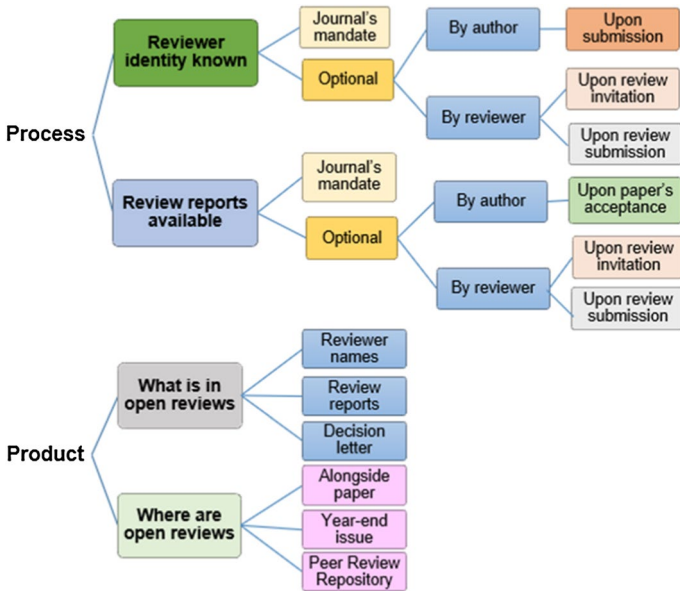 Process
Reviewer
identity known
Journal's
mandate
Optional
By author
Upon
submission
By reviewer
Upon review
invitation
Upon review
submission
Review reports
available
Journal's
mandate
Optional
By author
Upon paper's
acceptance
By reviewer
Upon review
invitation
Upon review
submission
Product
What is in
open reviews
Reviewer
names
Review
reports
Decision
letter
Where are
open reviews
Alongside
paper
Year-end
issue
Peer Review
Repository